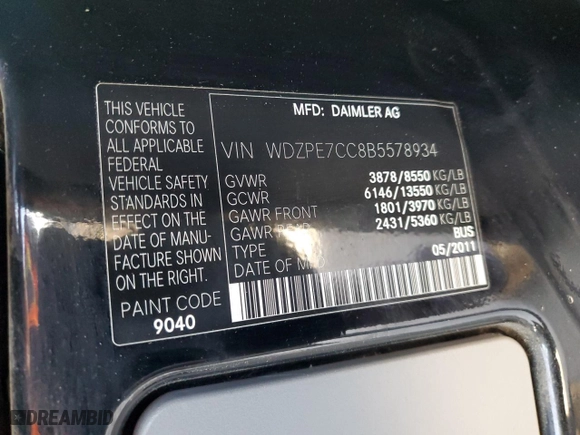 MFD: DAIMLER AG
THIS VEHICLE
CONFORMS TO
ALL APPLICABLE
FEDERAL MOTOR
VEHICLE SAFETY
STANDARDS IN
EFFECT ON THE
DATE OF MANU-
FACTURE SHOWN
ON THE RIGHT.
PAINT CODE
9040
VIN WDZPE7CC8B5578934
GVWR 3878/8550 KG/LB
GCWR 6146/13550 KG/LB
GAWR FRONT 1801/3970 KG/LB
GAWR REAR 2431/5360 KG/LB
TYPE BUS
DATE OF 05/2011
DREAMBID